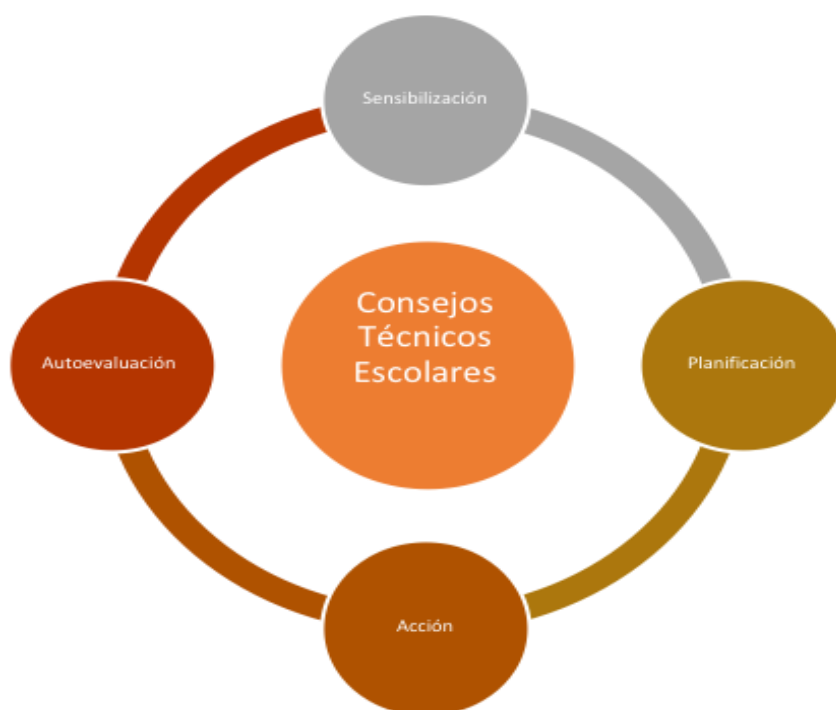 Sensibilización
Consejos
Técnicos
Escolares
Autoevaluación
Planificación
Acción